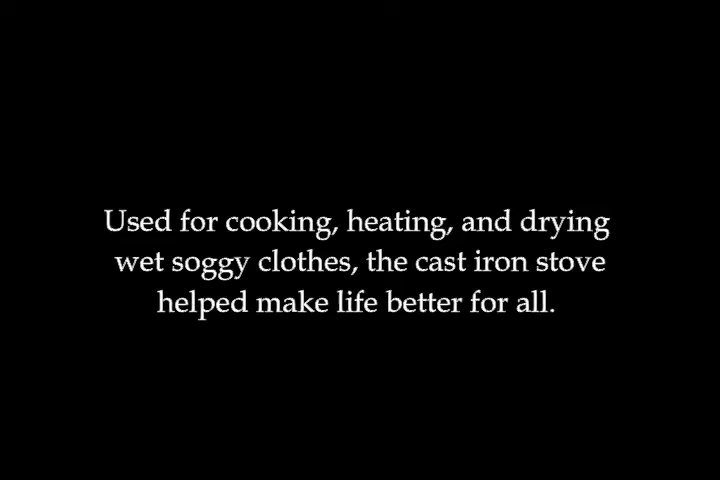 Used for cooking, heating, and drying
wet soggy clothes, the cast iron stove
helped make life better for all.